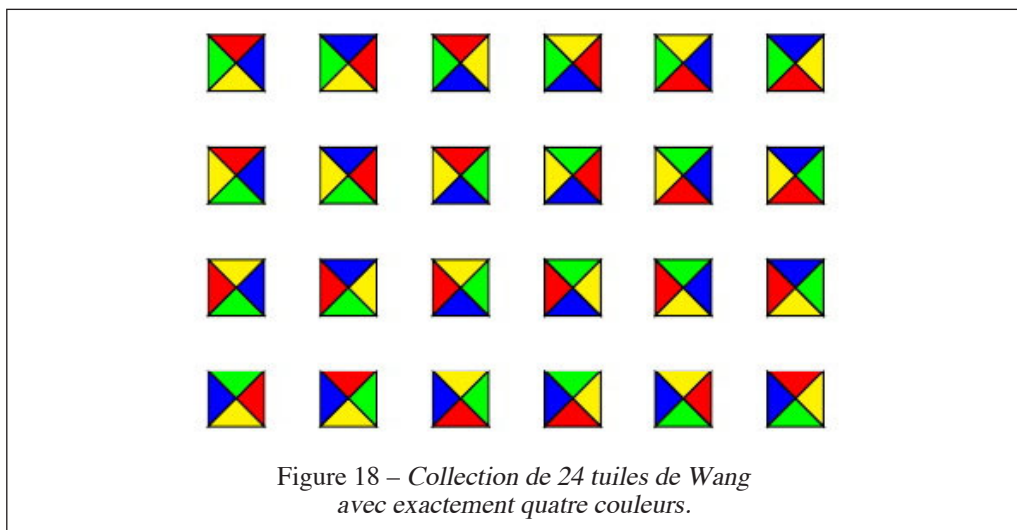 Figure 18 – Collection de 24 tuiles de Wang
avec exactement quatre couleurs.